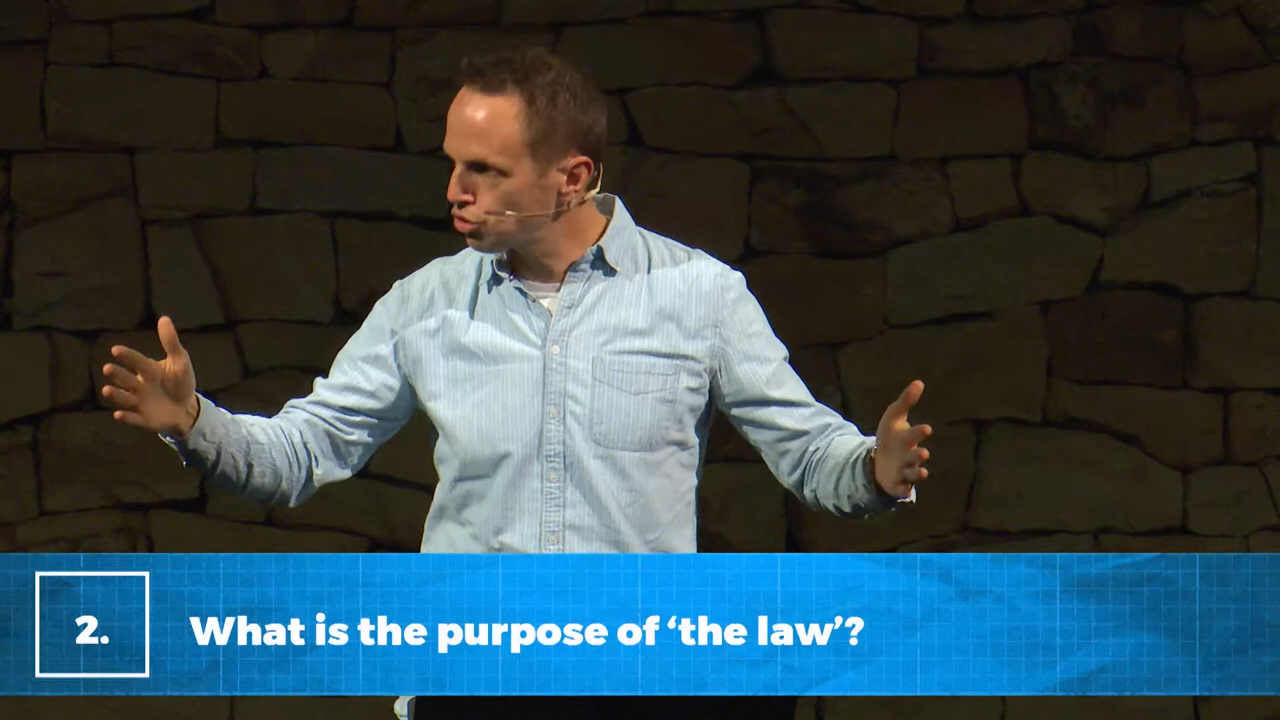 2.
What is the purpose of ‘the law’?